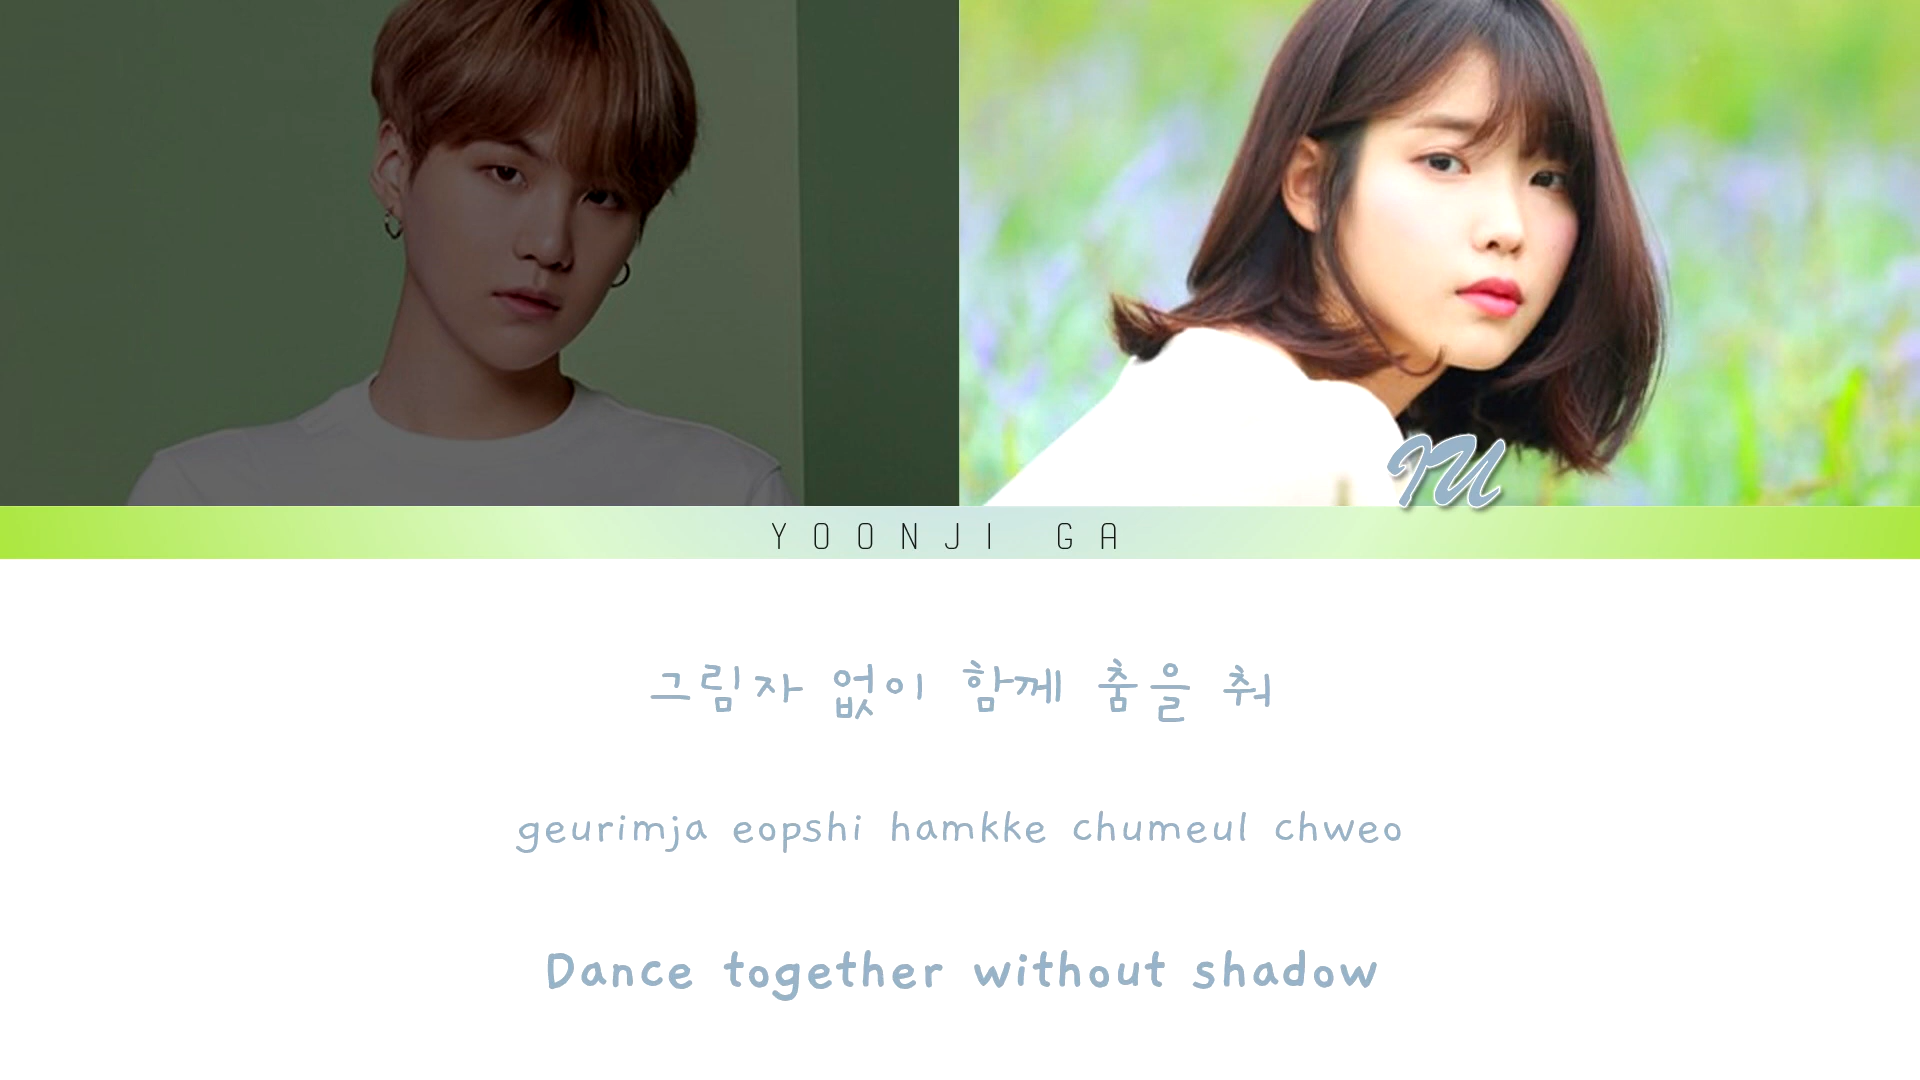 IU
YOONJI GA
그림자 없이 함께 춤을 춰
geurimja eopshi hamkke chumeul chweo
Dance together without shadow